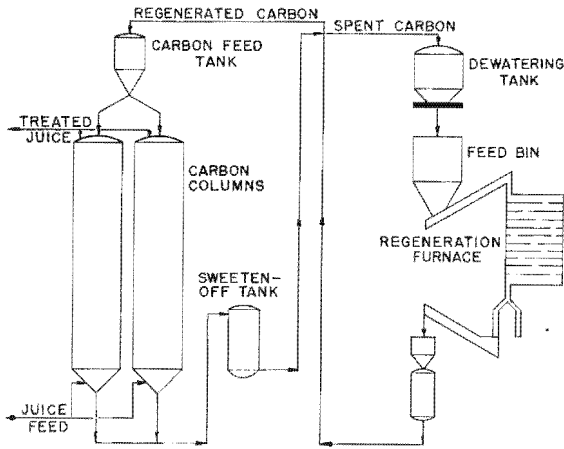 REGENERATED CARBON
SPENT CARBON
CARBON FEED
TANK
DEWATERING
TANK
TREATED
JUICE
FEED BIN
CARBON
COLUMNS
REGENERATION
FURNACE
SWEETEN-
OFF TANK
JUICE
FEED